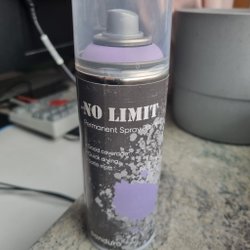 NO LIMIT
Permanent Spray
Good coverage
Quick drying